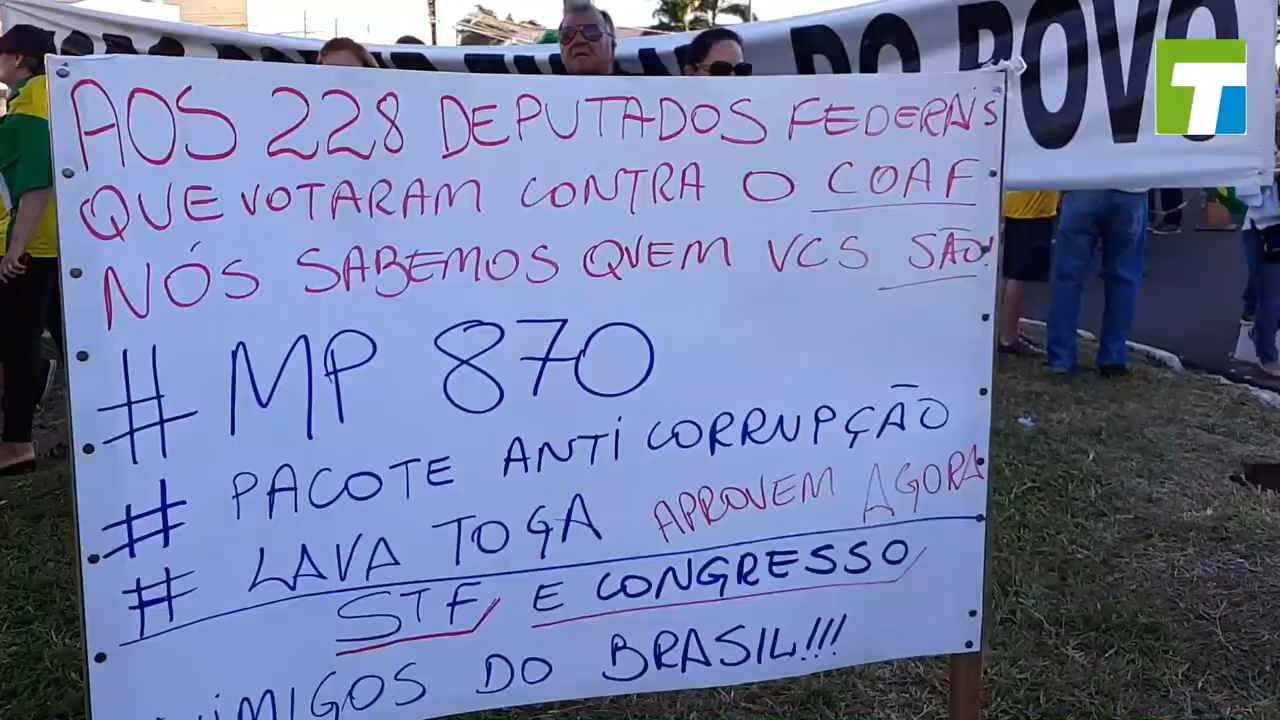 DO POVO
T
AOS 228 DEPUTADOS FEDERAIS
QUE VOTARAM CONTRA O COAF
NÓS SABEMOS QUEM VCS SÃO!
# MP 870
# PACOTE ANTI CORRUPÇÃO
# LAVA TOGA APROVEM AGORA
STF E CONGRESSO
INIMIGOS DO BRASIL!!!